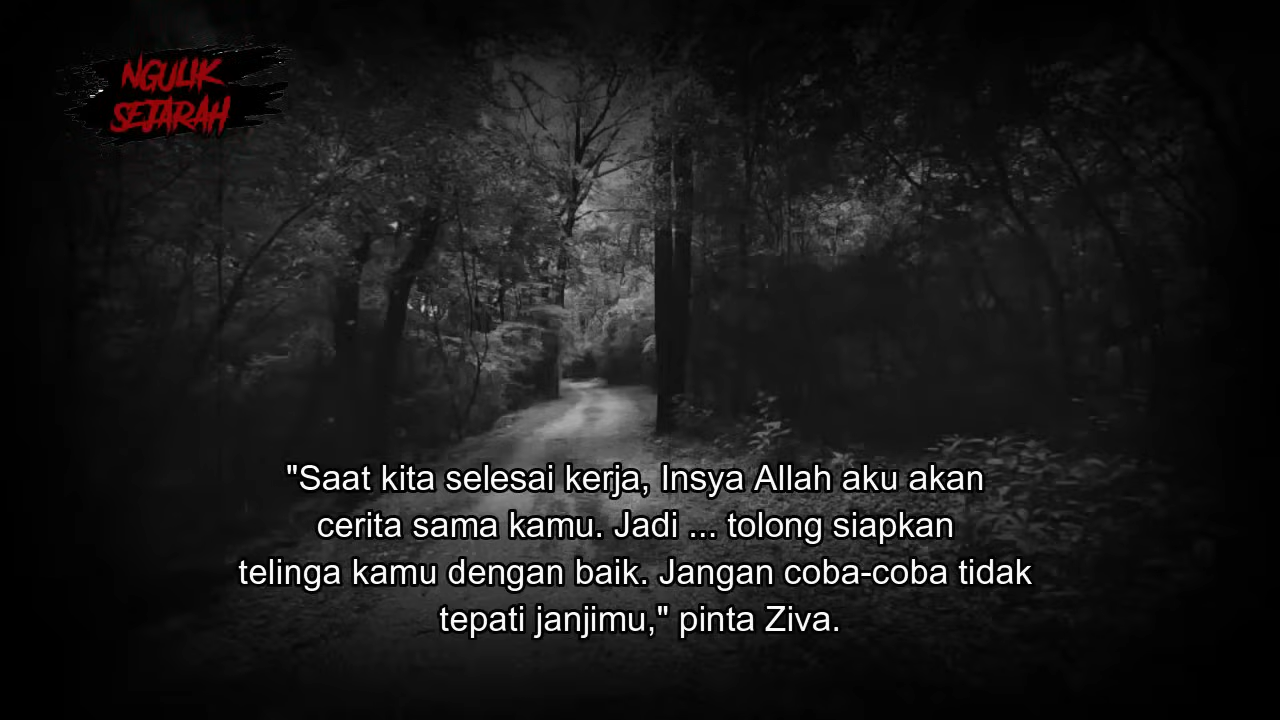 NGULIK
SEJARAH
"Saat kita selesai kerja, Insya Allah aku akan
cerita sama kamu. Jadi ... tolong siapkan
telinga kamu dengan baik. Jangan coba-coba tidak
tepati janjimu," pinta Ziva.